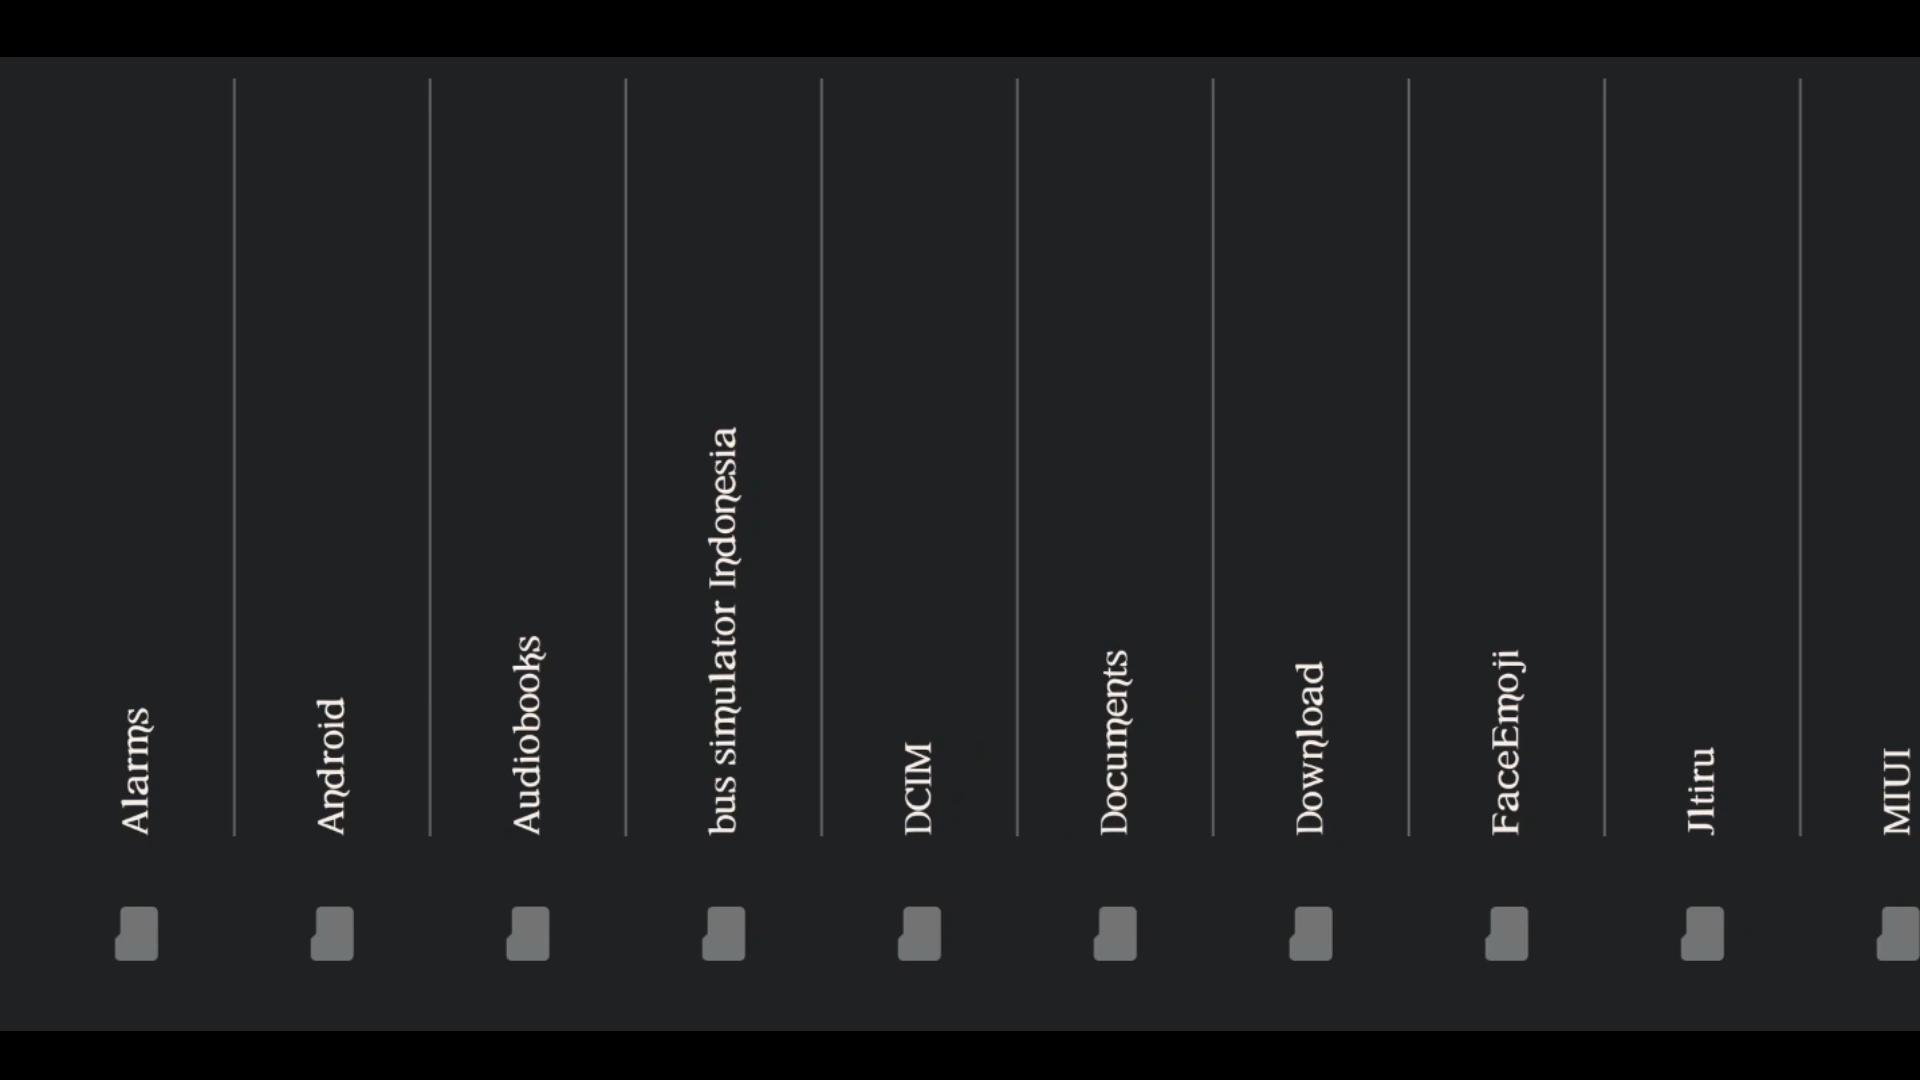 Alarms
Android
Audiobooks
bus simulator Indonesia
DCIM
Documents
Download
FaceEmoji
JItiru
MIUI